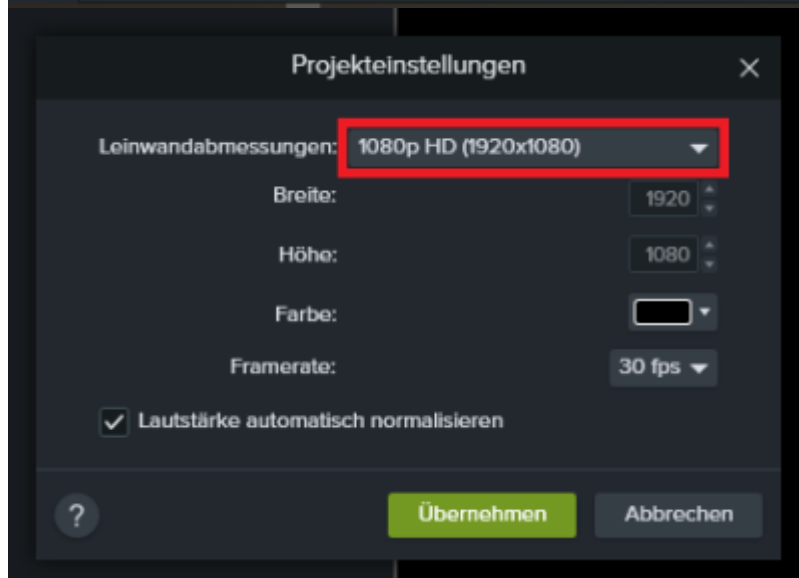 Projekteinstellungen
Leinwandabmessungen: 1080p HD (1920x1080)
Breite: 1920
Höhe: 1080
Farbe:
Framerate: 30 fps
Lautstärke automatisch normalisieren
? Übernehmen Abbrechen